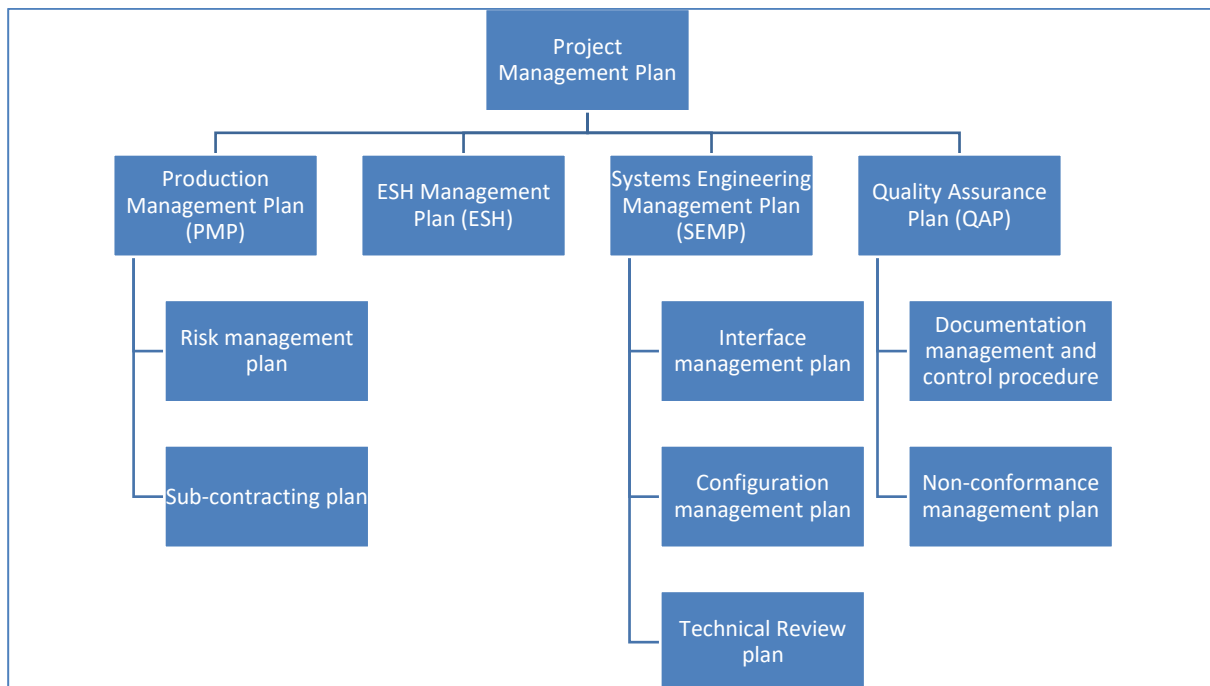 Project
Management Plan
Production
Management Plan
(PMP)
ESH Management
Plan (ESH)
Systems Engineering
Management Plan
(SEMP)
Quality Assurance
Plan (QAP)
Risk management
plan
Interface
management plan
Documentation
management and
control procedure
Sub-contracting plan
Configuration
management plan
Non-conformance
management plan
Technical Review
plan